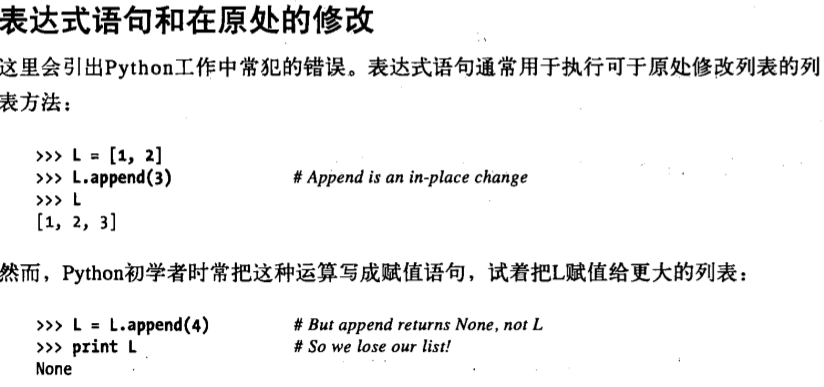 表达式语句和在原处的修改
这里会引出Python工作中常犯的错误。表达式语句通常用于执行可于原处修改列表的列
表方法：
>>> L = [1, 2]
>>> L.append(3) # Append is an in-place change
>>> L
[1, 2, 3]
然而，Python初学者时常把这种运算写成赋值语句，试着把L赋值给更大的列表：
>>> L = L.append(4) # But append returns None, not L
>>> print L # So we lose our list!
None